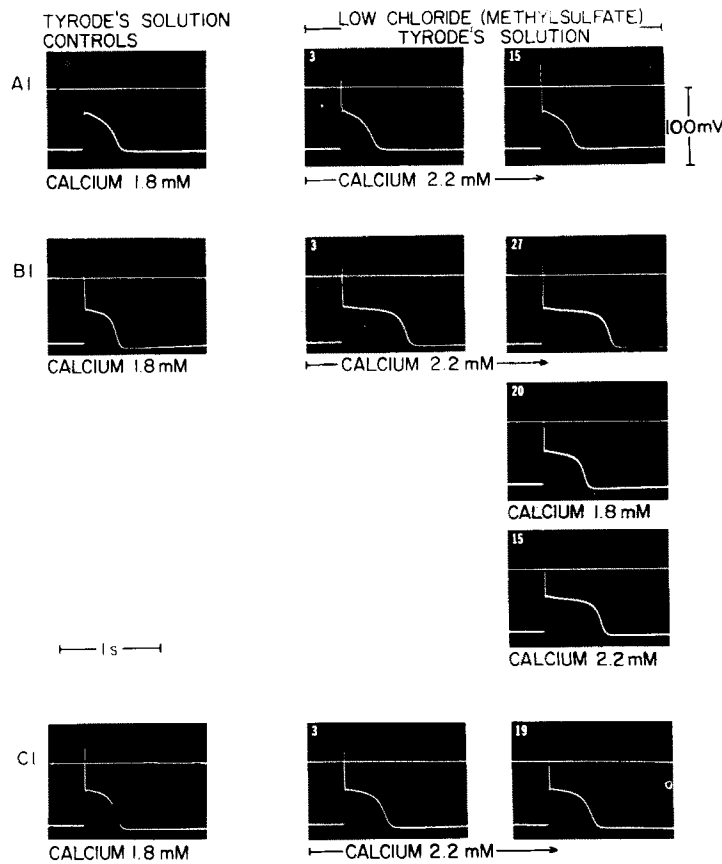 TYRODE'S SOLUTION
CONTROLS
LOW CHLORIDE (METHYLSULFATE)
TYRODE'S SOLUTION
A1
3
15
100mV
CALCIUM 1.8 mM
CALCIUM 2.2 mM
B1
3
27
CALCIUM 1.8 mM
CALCIUM 2.2 mM
20
CALCIUM 1.8 mM
15
1 s
CALCIUM 2.2 mM
C1
3
19
CALCIUM 1.8 mM
CALCIUM 2.2 mM